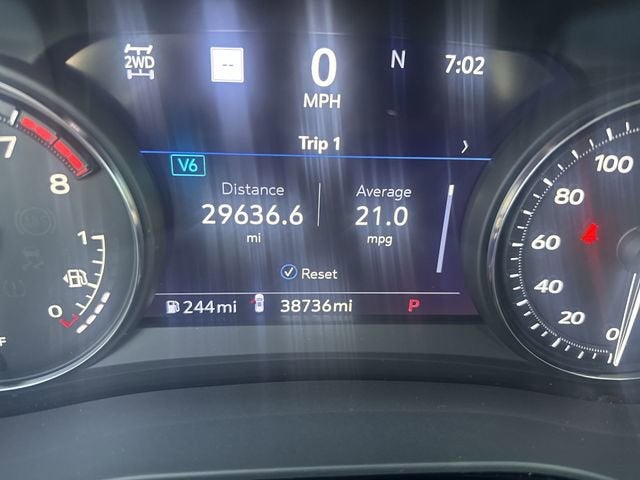 2WD -- 0 N 7:02
MPH
Trip 1 >
V6
Distance Average
29636.6 21.0
mi mpg
Reset
244mi 38736mi P
7
8
1
0
F
100
80
60
40
20
0